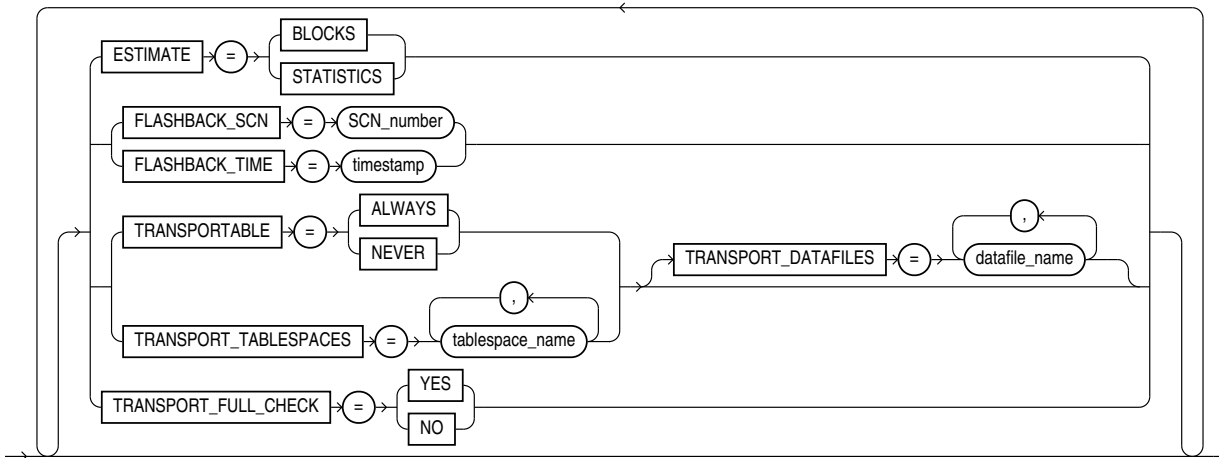 BLOCKS
ESTIMATE =
STATISTICS
FLASHBACK_SCN = SCN_number
FLASHBACK_TIME = timestamp
ALWAYS
TRANSPORTABLE =
NEVER
,
TRANSPORT_DATAFILES = datafile_name
,
TRANSPORT_TABLESPACES = tablespace_name
YES
TRANSPORT_FULL_CHECK =
NO